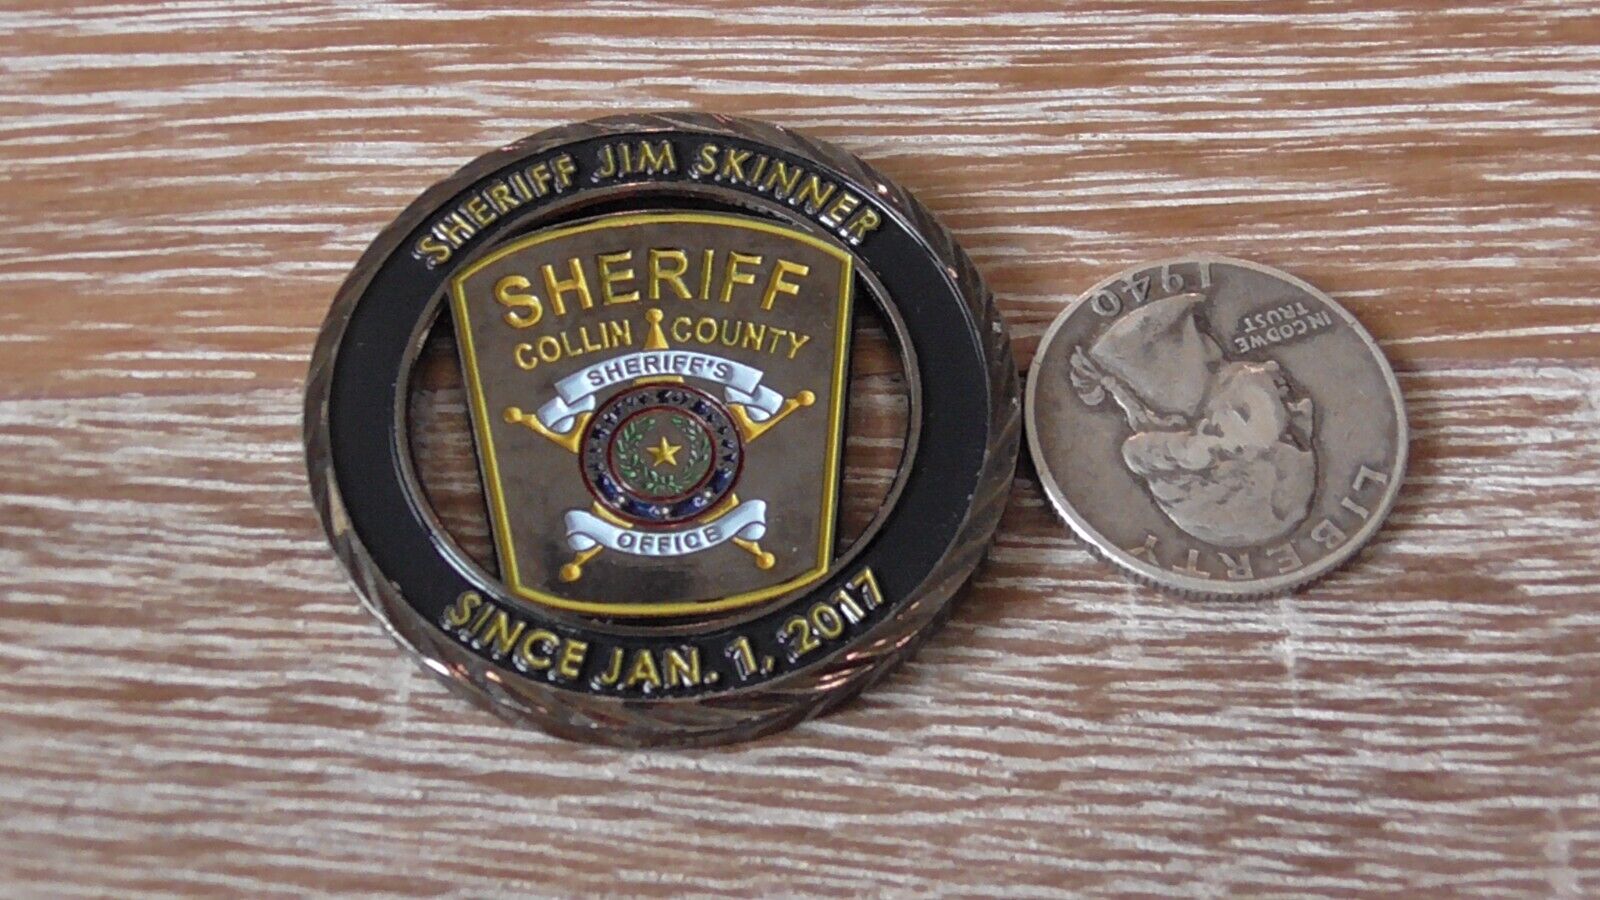 SHERIFF JIM SKINNER
SHERIFF
COLLIN COUNTY
SHERIFF'S
OFFICE
SINCE JAN. 1, 2017
LIBERTY
IN GOD WE
TRUST
1940